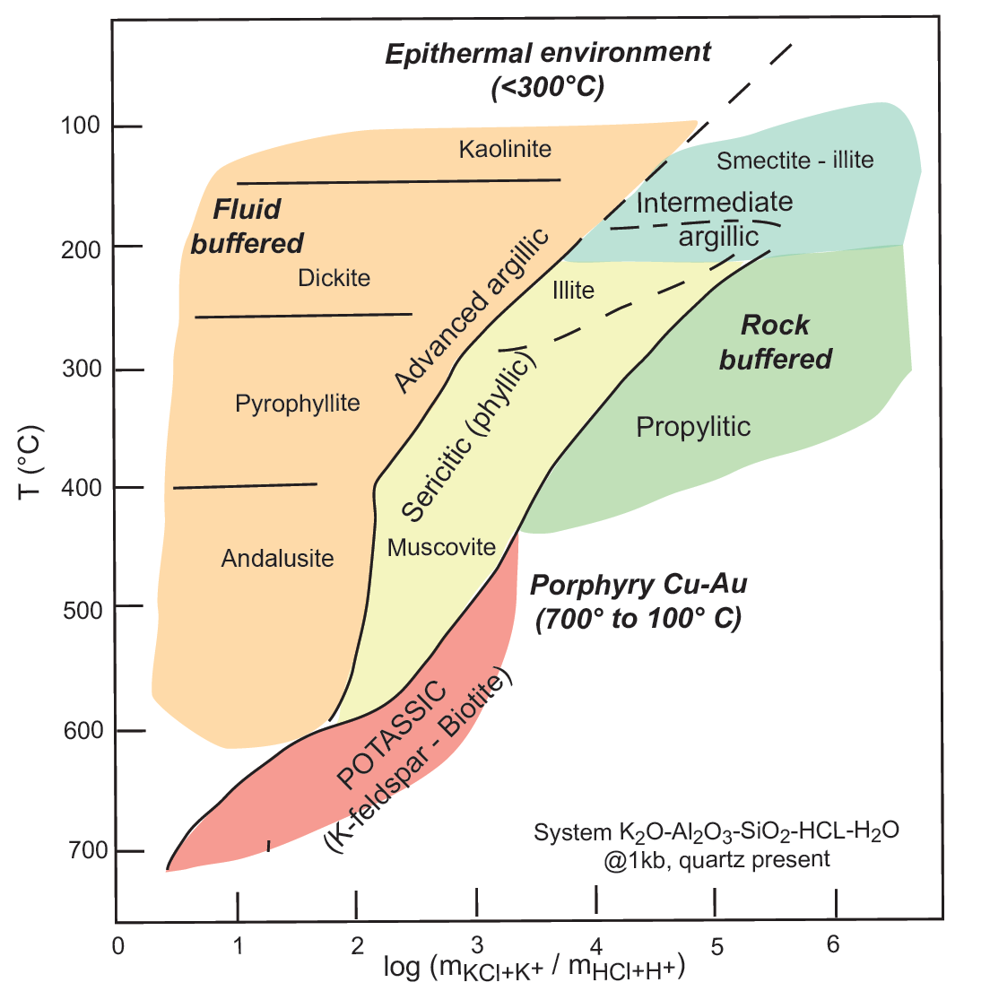 Epithermal environment
(<300°C)
100
200
300
400
500
600
700
T (°C)
Kaolinite
Fluid
buffered
Dickite
Pyrophyllite
Andalusite
Advanced argillic
Smectite - illite
Intermediate
argillic
Illite
Sericitic (phyllic)
Muscovite
Rock
buffered
Propylitic
Porphyry Cu-Au
(700° to 100° C)
POTASSIC
(K-feldspar - Biotite)
System K₂O-Al₂O₃-SiO₂-HCL-H₂O
@1kb, quartz present
0 1 2 3 4 5 6
log (mKCl+K+ / mHCl+H+)